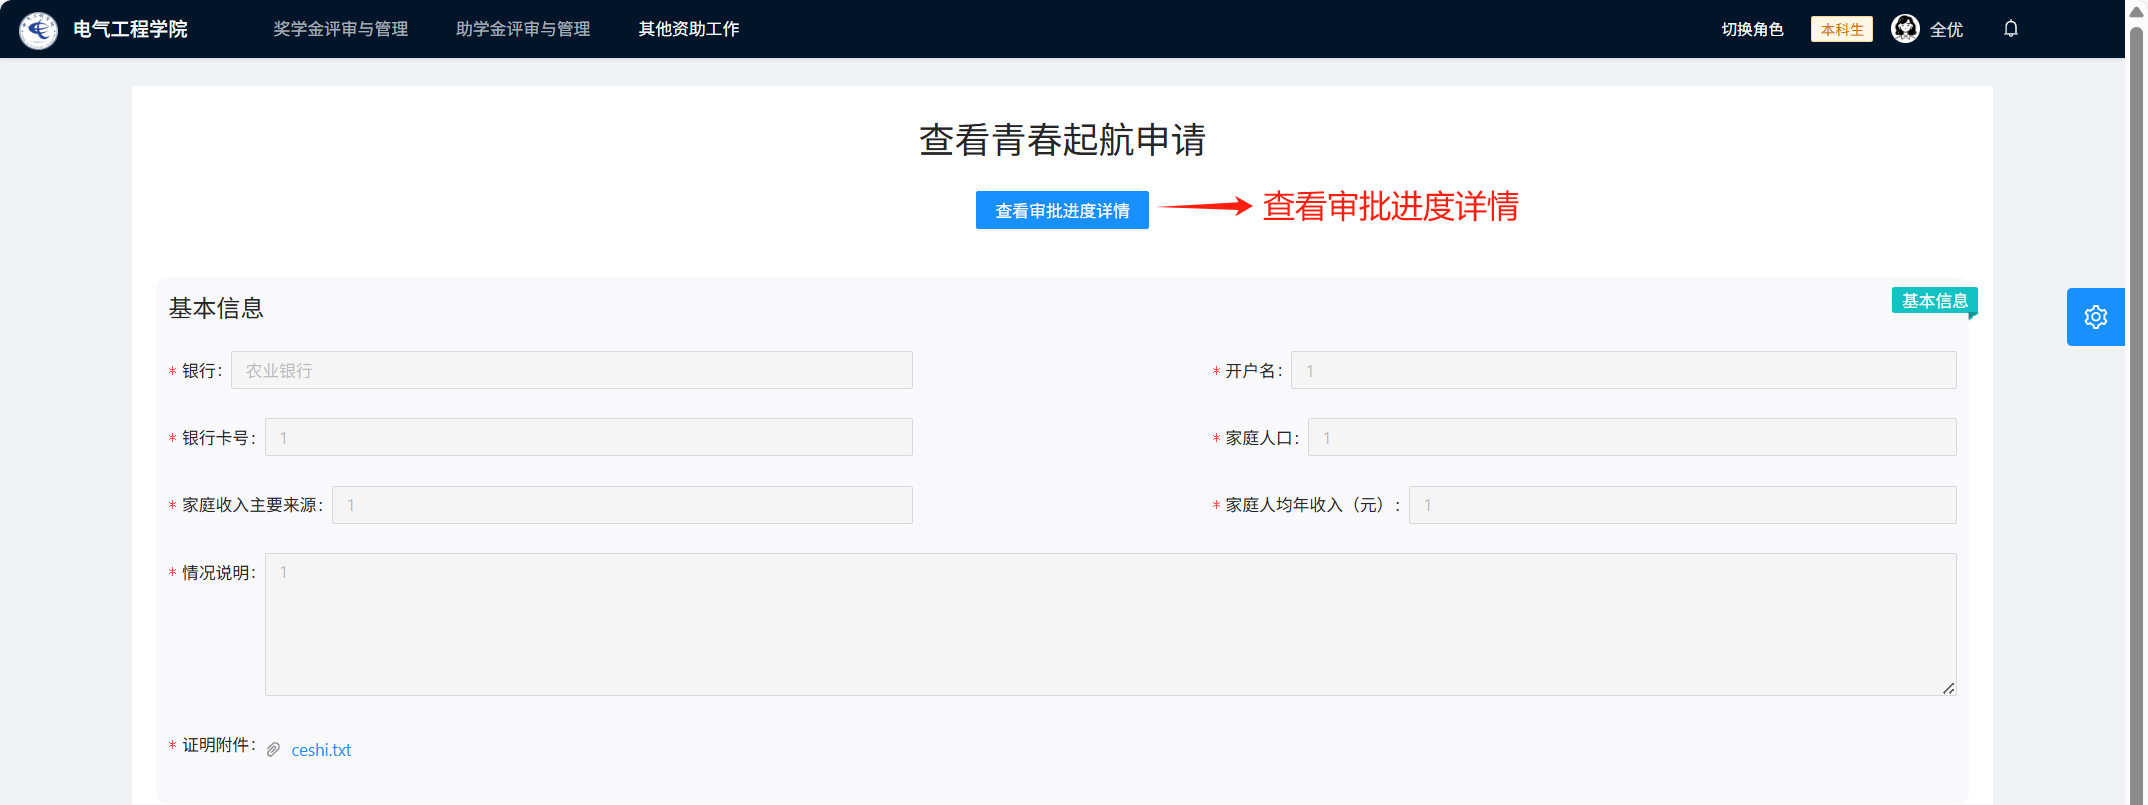 电气工程学院 奖学金评审与管理 助学金评审与管理 其他资助工作 切换角色 本科生 全优
查看青春起航申请
查看审批进度详情 查看审批进度详情
基本信息 基本信息
* 银行： 农业银行 * 开户名： 1
* 银行卡号： 1 * 家庭人口： 1
* 家庭收入主要来源： 1 * 家庭人均年收入（元）： 1
* 情况说明： 1
* 证明附件： ceshi.txt